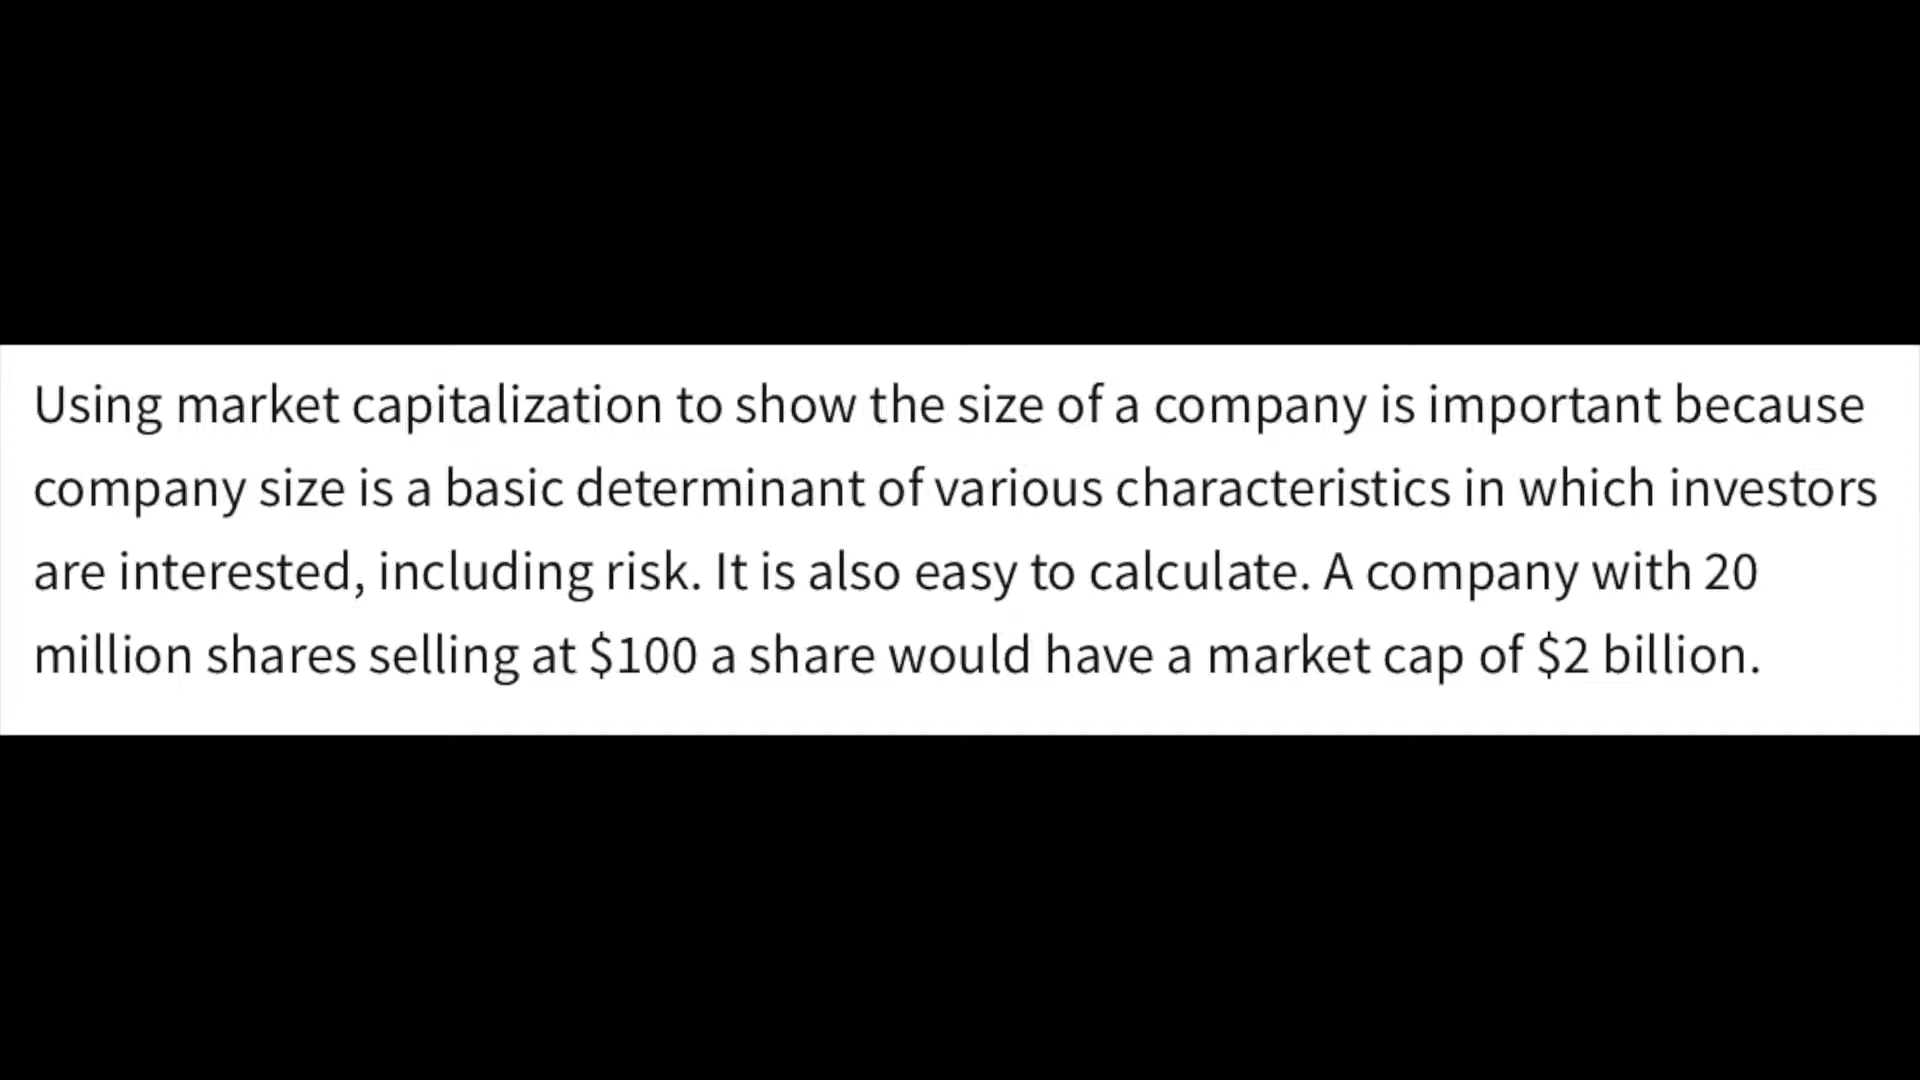 Using market capitalization to show the size of a company is important because
company size is a basic determinant of various characteristics in which investors
are interested, including risk. It is also easy to calculate. A company with 20
million shares selling at $100 a share would have a market cap of $2 billion.